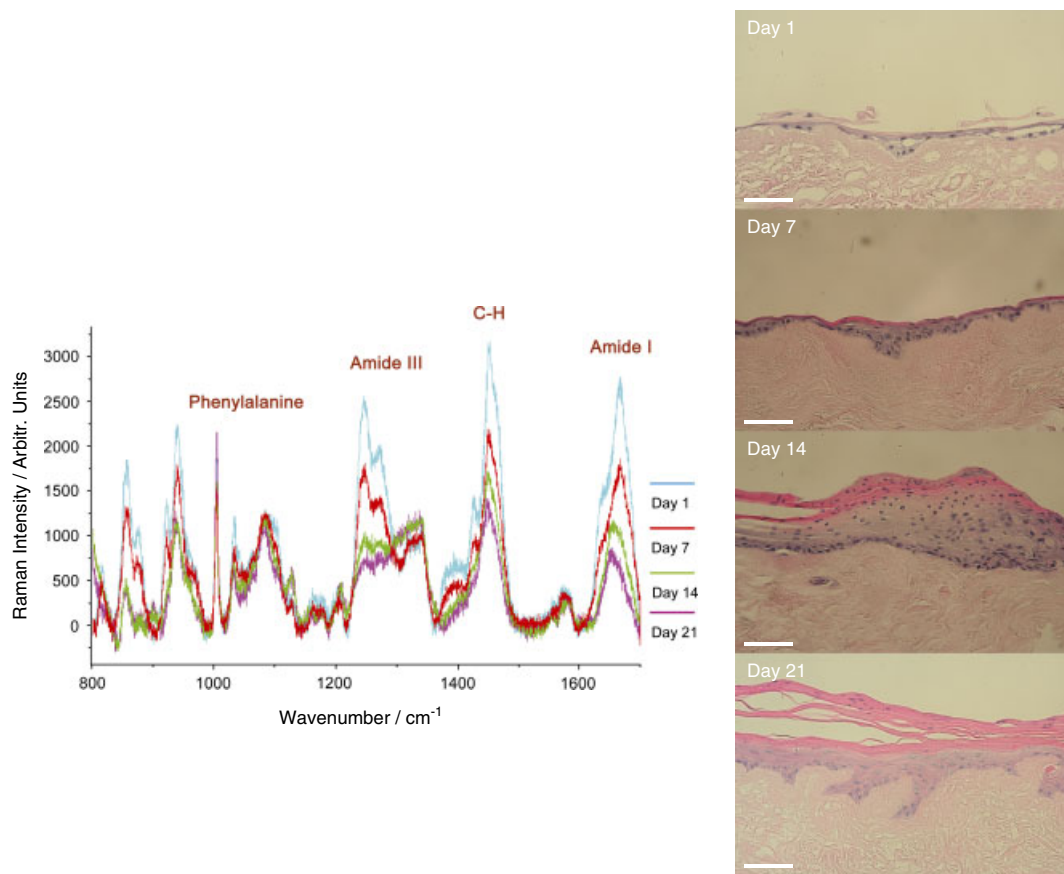 Day 1
Day 7
Day 14
Day 21
C-H
Amide I
Amide III
Phenylalanine
Raman Intensity / Arbitr. Units
3000
2500
2000
1500
1000
500
0
800
1000
1200
1400
1600
Wavenumber / cm-1
Day 1
Day 7
Day 14
Day 21